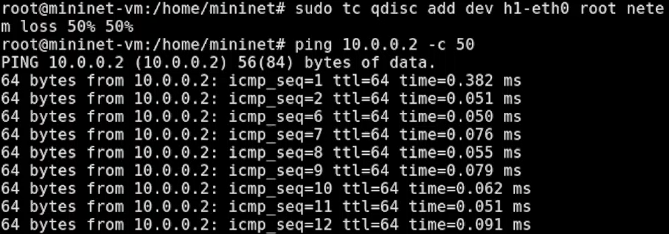 root@mininet-vm:/home/mininet# sudo tc qdisc add dev h1-eth0 root nete
m loss 50% 50%
root@mininet-vm:/home/mininet# ping 10.0.0.2 -c 50
PING 10.0.0.2 (10.0.0.2) 56(84) bytes of data.
64 bytes from 10.0.0.2: icmp_seq=1 ttl=64 time=0.382 ms
64 bytes from 10.0.0.2: icmp_seq=2 ttl=64 time=0.051 ms
64 bytes from 10.0.0.2: icmp_seq=6 ttl=64 time=0.050 ms
64 bytes from 10.0.0.2: icmp_seq=7 ttl=64 time=0.076 ms
64 bytes from 10.0.0.2: icmp_seq=8 ttl=64 time=0.055 ms
64 bytes from 10.0.0.2: icmp_seq=9 ttl=64 time=0.079 ms
64 bytes from 10.0.0.2: icmp_seq=10 ttl=64 time=0.062 ms
64 bytes from 10.0.0.2: icmp_seq=11 ttl=64 time=0.051 ms
64 bytes from 10.0.0.2: icmp_seq=12 ttl=64 time=0.091 ms